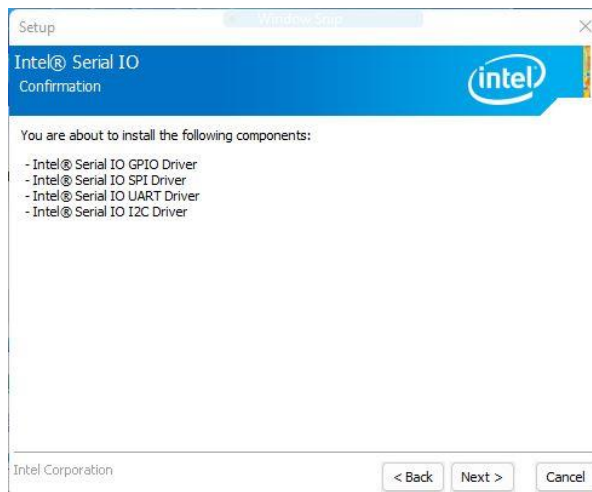 Setup
Window Snip
Intel® Serial IO
Confirmation
intel
You are about to install the following components:
- Intel® Serial IO GPIO Driver
- Intel® Serial IO SPI Driver
- Intel® Serial IO UART Driver
- Intel® Serial IO I2C Driver
Intel Corporation
< Back
Next >
Cancel